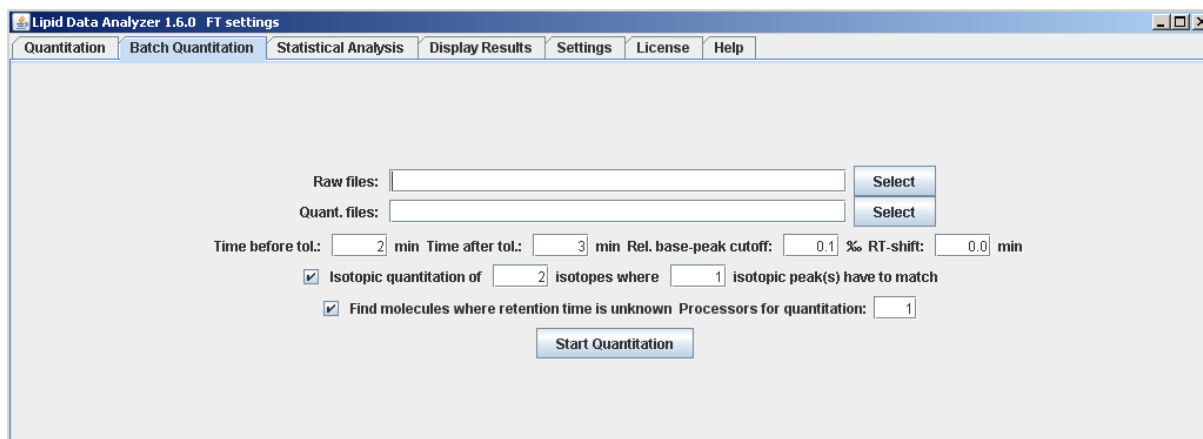 Lipid Data Analyzer 1.6.0 FT settings
Quantitation Batch Quantitation Statistical Analysis Display Results Settings License Help
Raw files: Select
Quant. files: Select
Time before tol.: 2 min Time after tol.: 3 min Rel. base-peak cutoff: 0.1 ‰ RT-shift: 0.0 min
Isotopic quantitation of 2 isotopes where 1 isotopic peak(s) have to match
Find molecules where retention time is unknown Processors for quantitation: 1
Start Quantitation